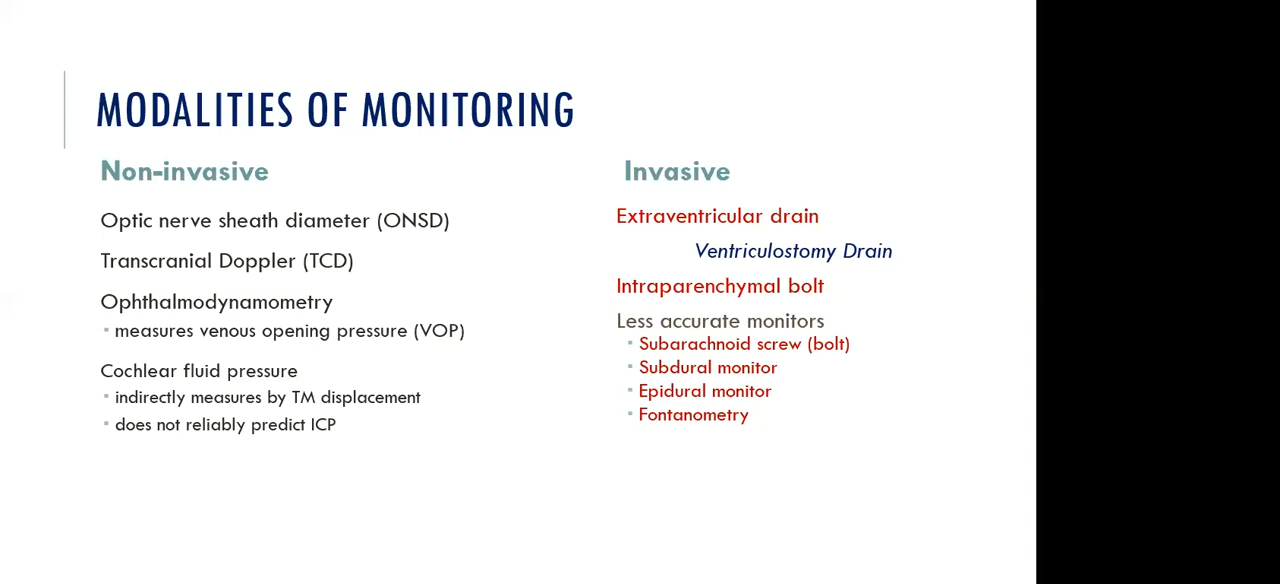 MODALITIES OF MONITORING
Non-invasive
Optic nerve sheath diameter (ONSD)
Transcranial Doppler (TCD)
Ophthalmodynamometry
▪ measures venous opening pressure (VOP)
Cochlear fluid pressure
▪ indirectly measures by TM displacement
▪ does not reliably predict ICP
Invasive
Extraventricular drain
Ventriculostomy Drain
Intraparenchymal bolt
Less accurate monitors
▪ Subarachnoid screw (bolt)
▪ Subdural monitor
▪ Epidural monitor
▪ Fontanometry